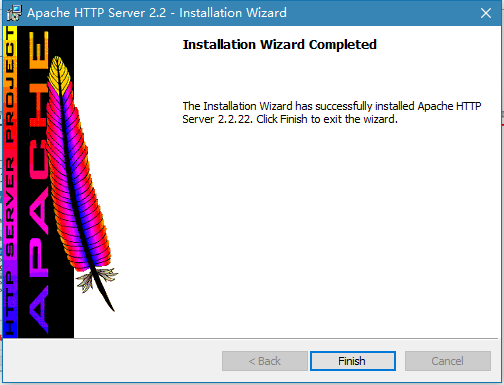 Apache HTTP Server 2.2 - Installation Wizard
HTTP SERVER PROJECT
APACHE
Installation Wizard Completed
The Installation Wizard has successfully installed Apache HTTP
Server 2.2.22. Click Finish to exit the wizard.
< Back
Finish
Cancel